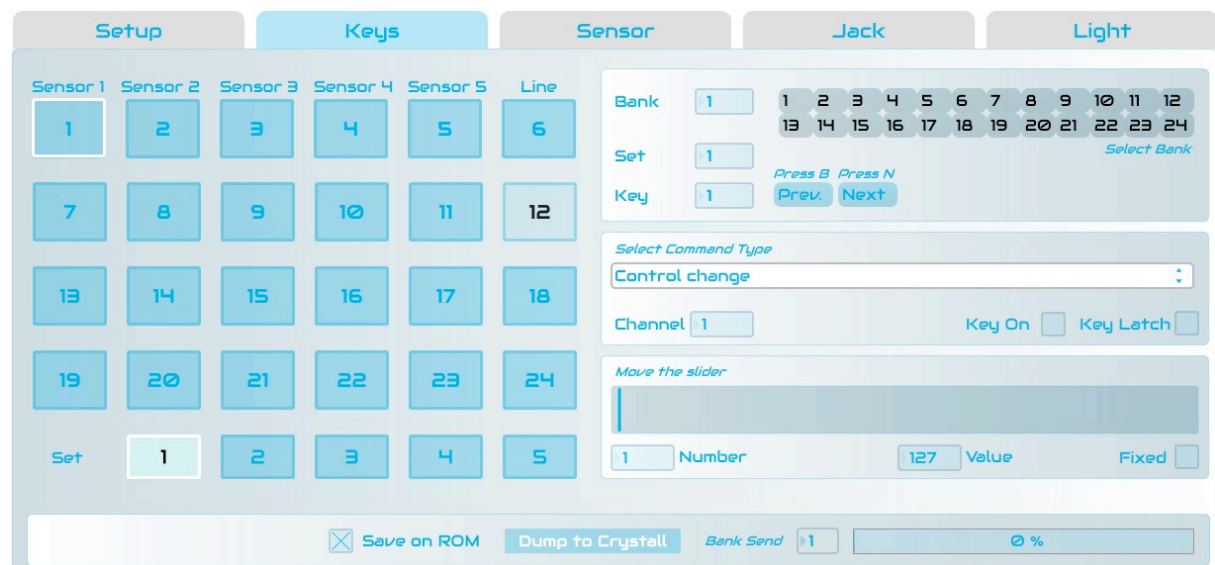 Setup Keys Sensor Jack Light
Sensor 1 Sensor 2 Sensor 3 Sensor 4 Sensor 5 Line
1 2 3 4 5 6
7 8 9 10 11 12
13 14 15 16 17 18
19 20 21 22 23 24
Set 1 2 3 4 5
Bank 1 1 2 3 4 5 6 7 8 9 10 11 12
13 14 15 16 17 18 19 20 21 22 23 24
Select Bank
Set 1
Press B Press N
Key 1 Prev. Next
Select Command Type
Control change
Channel 1 Key On Key Latch
Move the slider
1 Number 127 Value Fixed
Save on ROM Dump to Crystall Bank Send 1 0 %